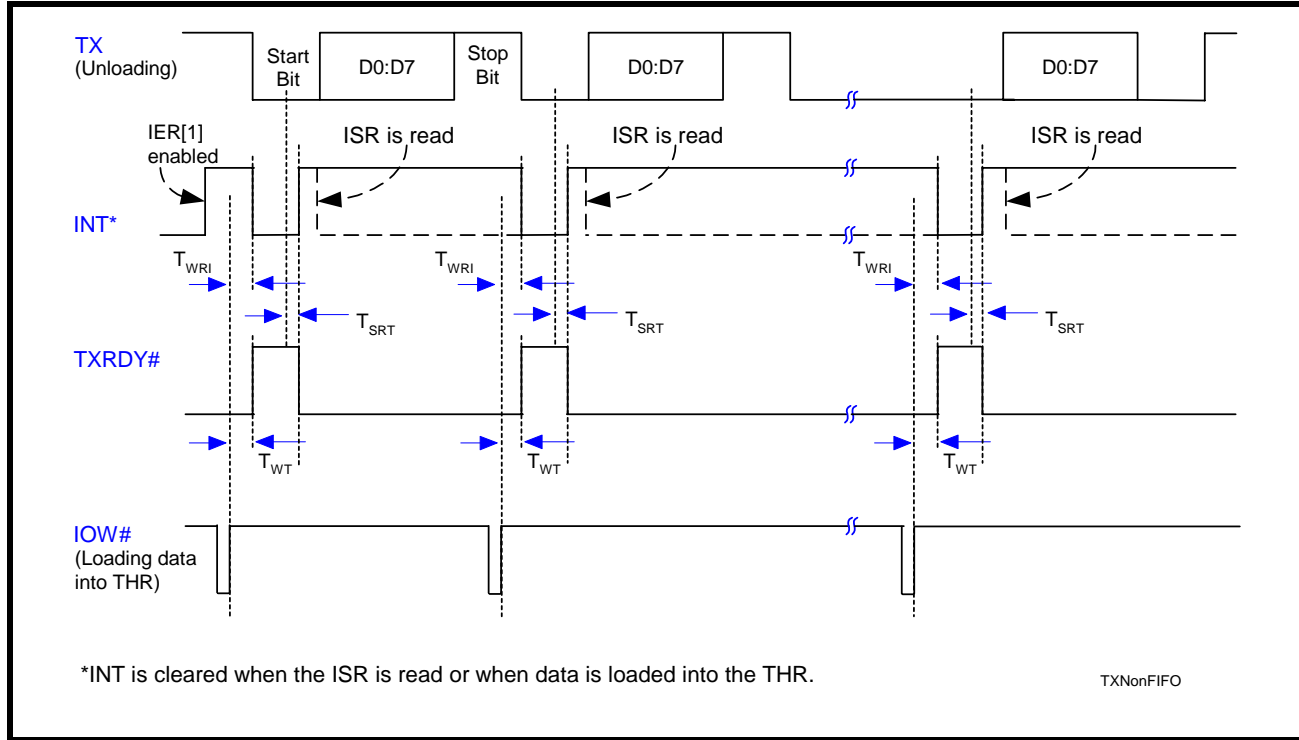 TX
(Unloading)
Start
Bit
D0:D7
Stop
Bit
D0:D7
D0:D7
IER[1]
enabled
ISR is read
ISR is read
ISR is read
INT*
TWRI
TWRI
TWRI
TSRT
TSRT
TSRT
TXRDY#
TWT
TWT
TWT
IOW#
(Loading data
into THR)
*INT is cleared when the ISR is read or when data is loaded into the THR.
TXNonFIFO